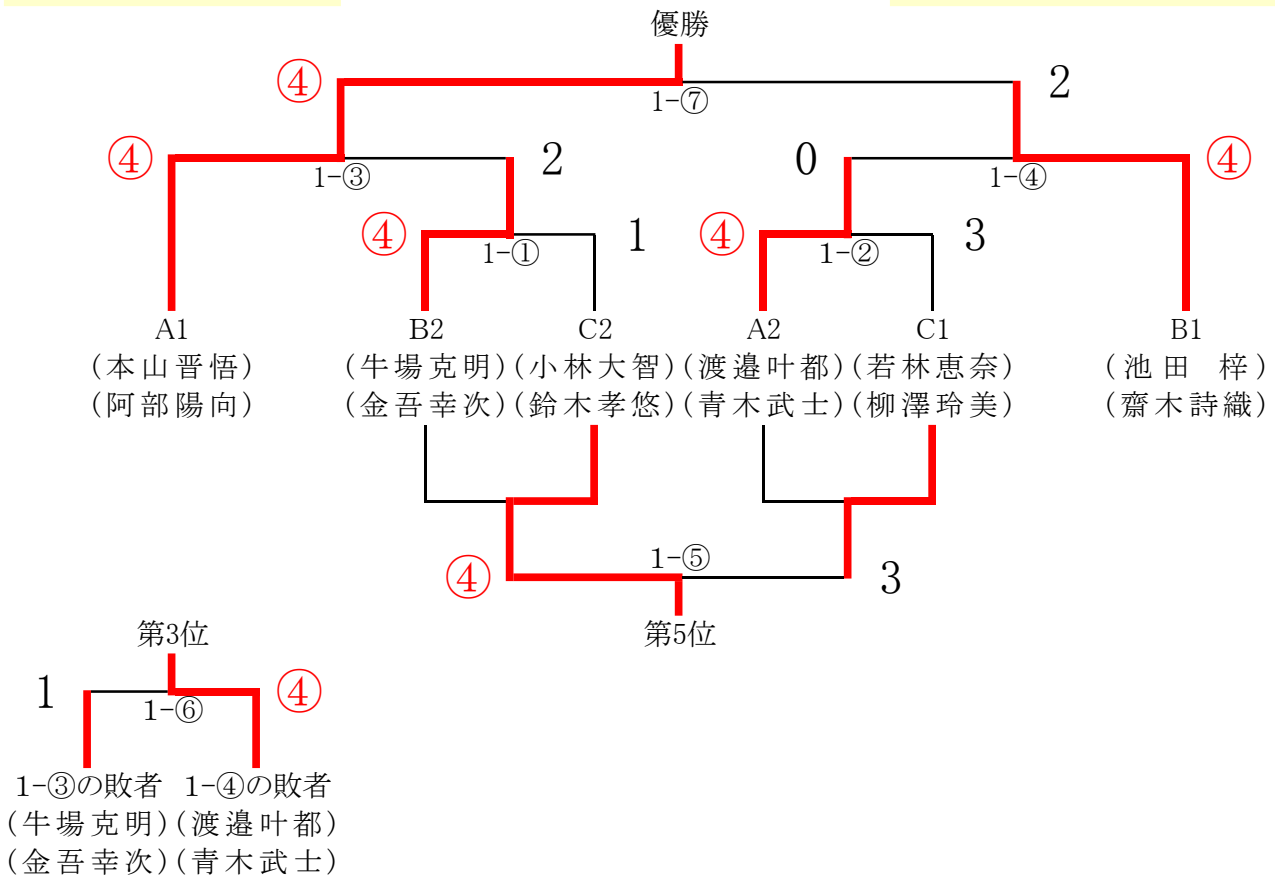 優勝
④ 2
1-⑦
④ 2 0 ④
1-③ 1-④
④ 1 ④ 3
1-① 1-②
A1 B2 C2 A2 C1 B1
(本山晋悟) (牛場克明) (小林大智) (渡邉叶都) (若林恵奈) (池田 梓)
(阿部陽向) (金吾幸次) (鈴木孝悠) (青木武士) (柳澤玲美) (齋木詩織)
1-⑤
④ 3
第3位 第5位
1 ④
1-⑥
1-③の敗者 1-④の敗者
(牛場克明) (渡邉叶都)
(金吾幸次) (青木武士)